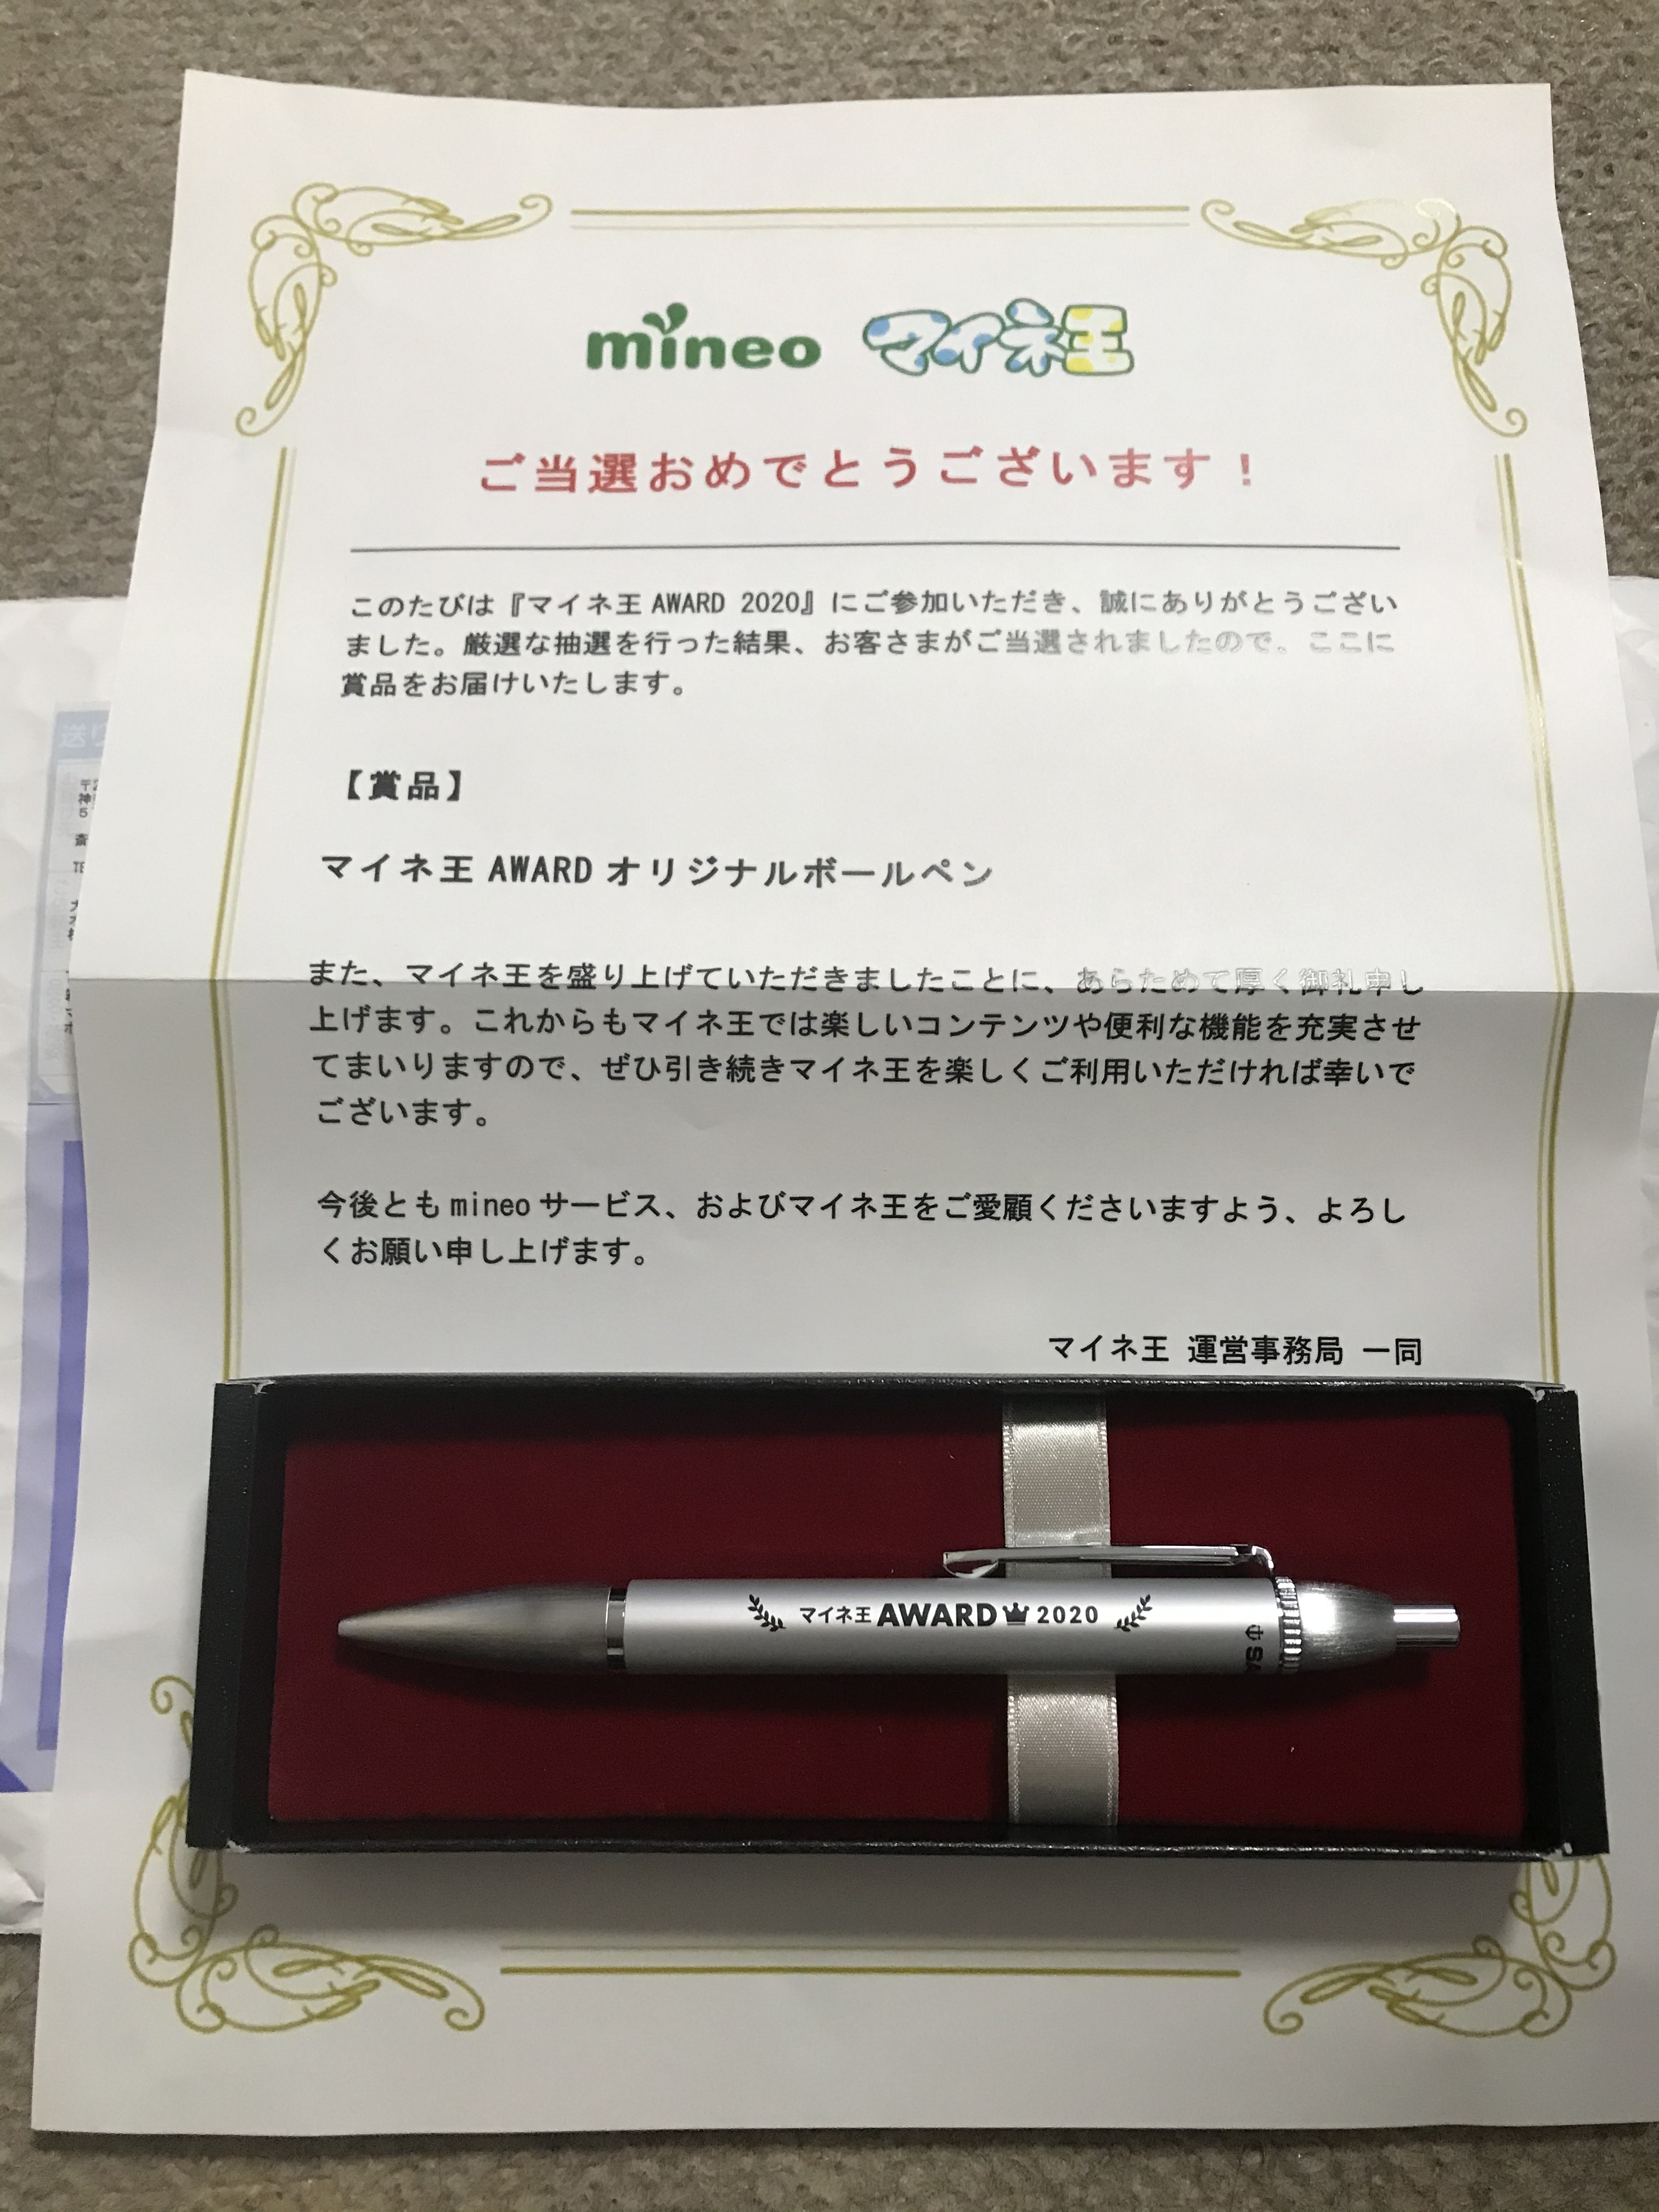 mineo マイネ王
ご当選おめでとうございます！
このたびは『マイネ王 AWARD 2020』にご参加いただき、誠にありがとうござい
ました。厳選な抽選を行った結果、お客さまがご当選されましたので、ここに
賞品をお届けいたします。
【賞品】
マイネ王 AWARD オリジナルボールペン
また、マイネ王を盛り上げていただきましたことに、あらためて厚く御礼申し
上げます。これからもマイネ王では楽しいコンテンツや便利な機能を充実させ
てまいりますので、ぜひ引き続きマイネ王を楽しくご利用いただければ幸いで
ございます。
今後とも mineo サービス、およびマイネ王をご愛顧くださいますよう、よろし
くお願い申し上げます。
マイネ王 運営事務局 一同
マイネ王 AWARD 2020
送り
〒
神
5